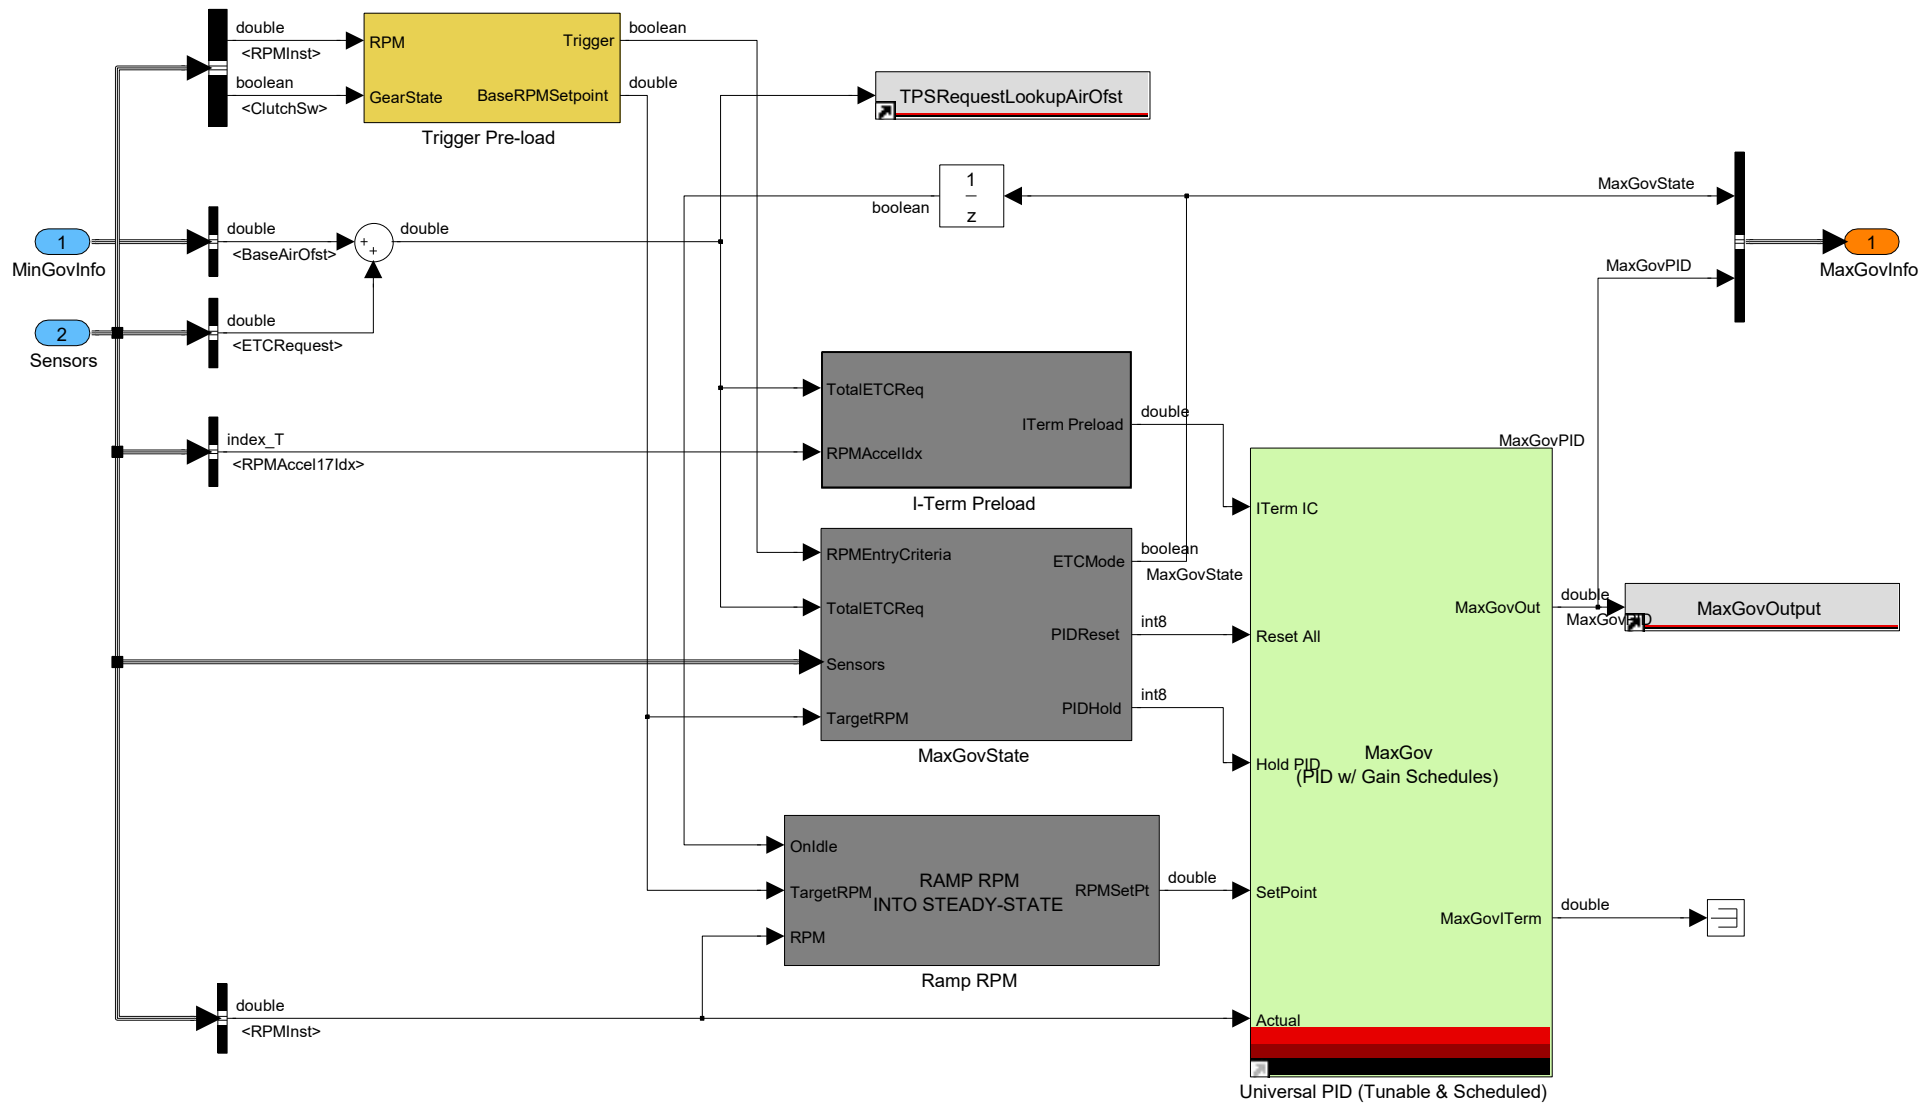 double
<RPMInst>
boolean
<ClutchSw>
RPM
GearState
Trigger
BaseRPMSetpoint
Trigger Pre-load
boolean
double
TPSRequestLookupAirOfst
1
z
boolean
MaxGovState
MaxGovPID
1
MaxGovInfo
1
MinGovInfo
double
<BaseAirOfst>
+
+
double
2
Sensors
double
<ETCRequest>
index_T
<RPMAccel17Idx>
TotalETCReq
RPMAccelIdx
ITerm Preload
I-Term Preload
double
RPMEntryCriteria
TotalETCReq
Sensors
TargetRPM
ETCMode
PIDReset
PIDHold
MaxGovState
boolean
MaxGovState
int8
int8
MaxGovPID
ITerm IC
Reset All
Hold PID
SetPoint
Actual
MaxGov
(PID w/ Gain Schedules)
MaxGovOut
MaxGovITerm
Universal PID (Tunable & Scheduled)
double
MaxGovPID
MaxGovOutput
double
OnIdle
TargetRPM
RPM
RAMP RPM
INTO STEADY-STATE
RPMSetPt
Ramp RPM
double
double
<RPMInst>